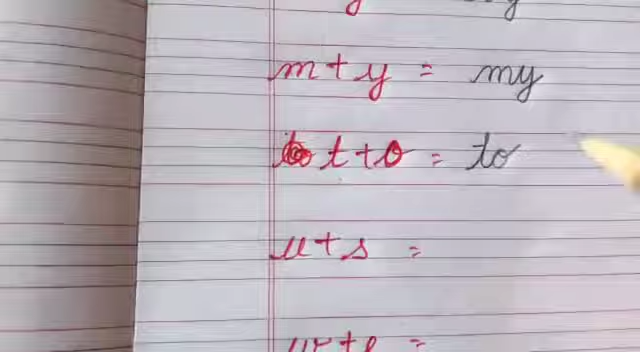 m + y = my
t + o = to
u + s =